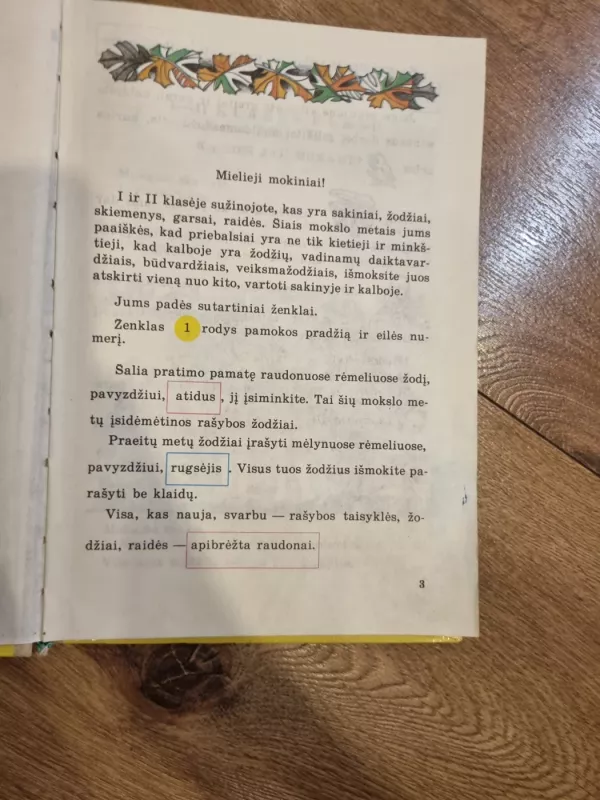 Mielieji mokiniai!
I ir II klasėje sužinojote, kas yra sakiniai, žodžiai,
skiemenys, garsai, raidės. Šiais mokslo metais jums
paaiškės, kad priebalsiai yra ne tik kietieji ir minkš-
tieji, kad kalboje yra žodžių, vadinamų daiktavar-
džiais, būdvardžiais, veiksmažodžiais, išmoksite juos
atskirti vieną nuo kito, vartoti sakinyje ir kalboje.
Jums padės sutartiniai ženklai.
Ženklas 1 rodys pamokos pradžią ir eilės nu-
merį.
Šalia pratimo pamatę raudonuose rėmeliuose žodį,
pavyzdžiui, atidus, jį įsiminkite. Tai šių mokslo me-
tų įsidėmėtinos rašybos žodžiai.
Praeitų metų žodžiai įrašyti mėlynuose rėmeliuose,
pavyzdžiui, rugsėjis. Visus tuos žodžius išmokite pa-
rašyti be klaidų.
Visa, kas nauja, svarbu — rašybos taisyklės, žo-
džiai, raidės — apibrėžta raudonai.
3